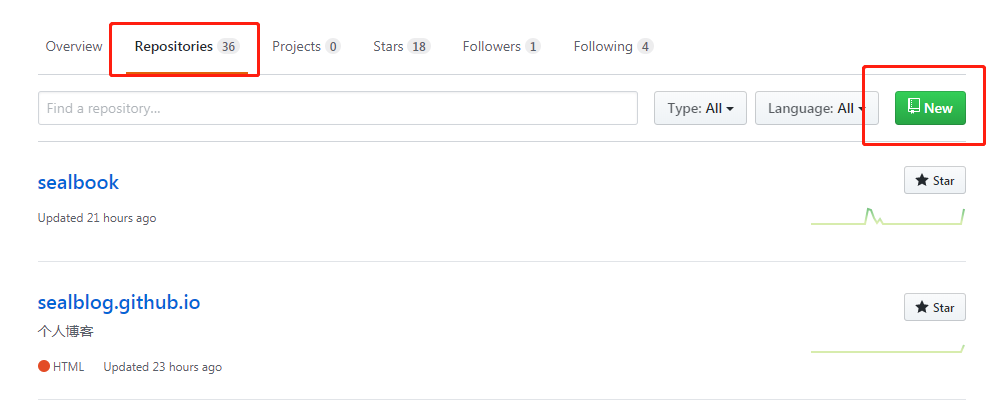 Overview Repositories 36 Projects 0 Stars 18 Followers 1 Following 4
Find a repository... Type: All Language: All New
sealbook Star
Updated 21 hours ago
sealblog.github.io Star
个人博客
HTML Updated 23 hours ago